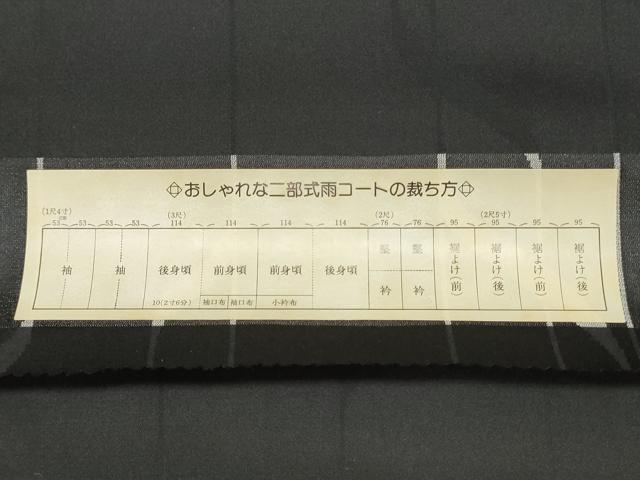 おしゃれな二部式雨コートの裁ち方
(1尺4寸) (3尺) (2尺) (2尺5寸)
53 53 53 53 114 114 114 114 76 76 95 95 95 95
袖 袖 後身頃 前身頃 前身頃 後身頃 竪 竪 裾よけ(前) 裾よけ(後) 裾よけ(前) 裾よけ(後)
衿 衿
10(2寸6分) 袖口布 袖口布 小衿布